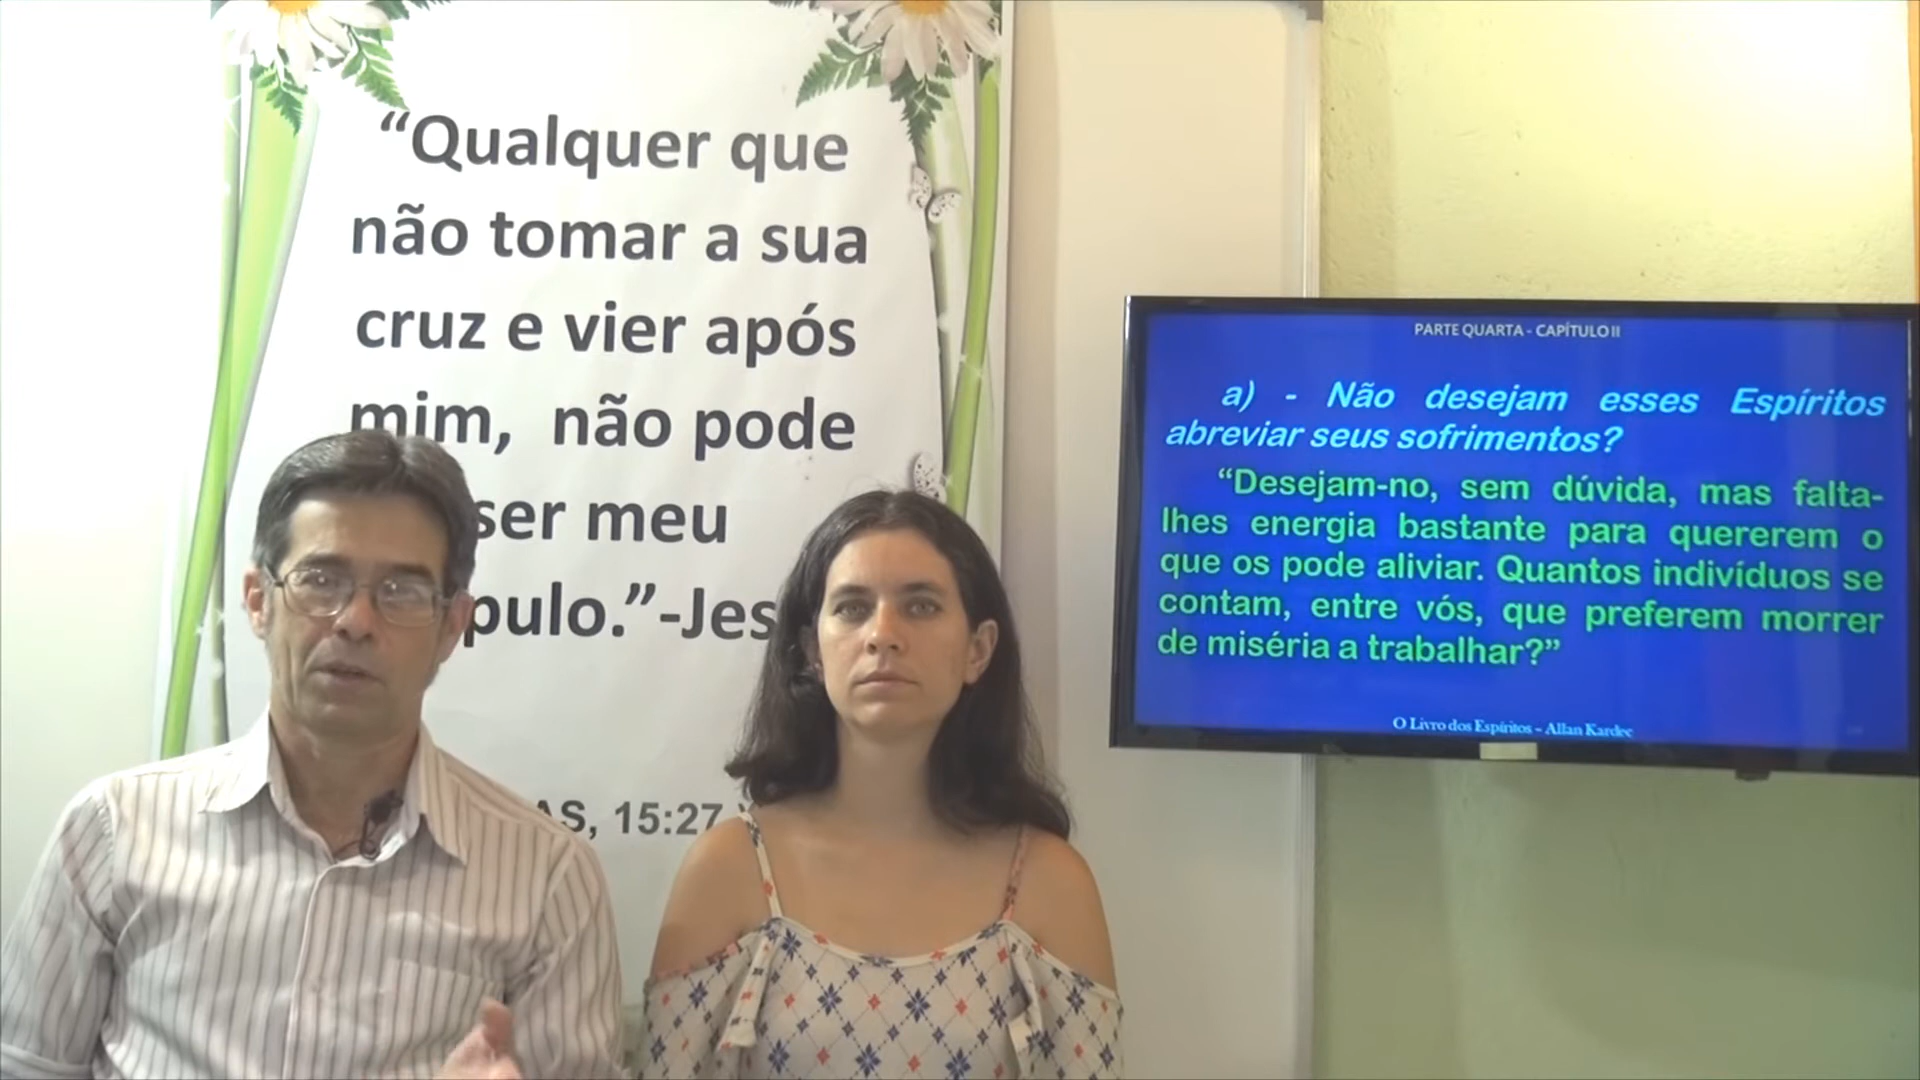 “Qualquer que
não tomar a sua
cruz e vier após
mim, não pode
ser meu
pulo.”-Jes
AS, 15:27
PARTE QUARTA - CAPÍTULO II
a) - Não desejam esses Espíritos
abreviar seus sofrimentos?
“Desejam-no, sem dúvida, mas falta-
lhes energia bastante para quererem o
que os pode aliviar. Quantos indivíduos se
contam, entre vós, que preferem morrer
de miséria a trabalhar?”
O Livro dos Espíritos - Allan Kardec